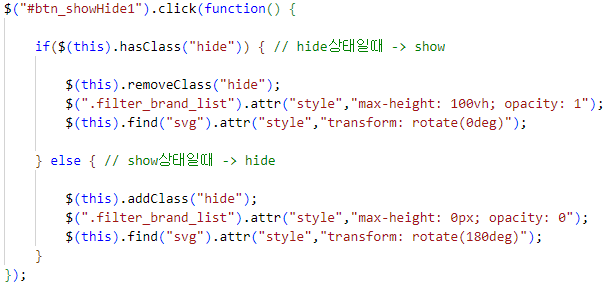 $("#btn_showHide1").click(function() {
if($(this).hasClass("hide")) { // hide상태일때 -> show
$(this).removeClass("hide");
$(".filter_brand_list").attr("style","max-height: 100vh; opacity: 1");
$(this).find("svg").attr("style","transform: rotate(0deg)");
} else { // show상태일때 -> hide
$(this).addClass("hide");
$(".filter_brand_list").attr("style","max-height: 0px; opacity: 0");
$(this).find("svg").attr("style","transform: rotate(180deg)");
}
});